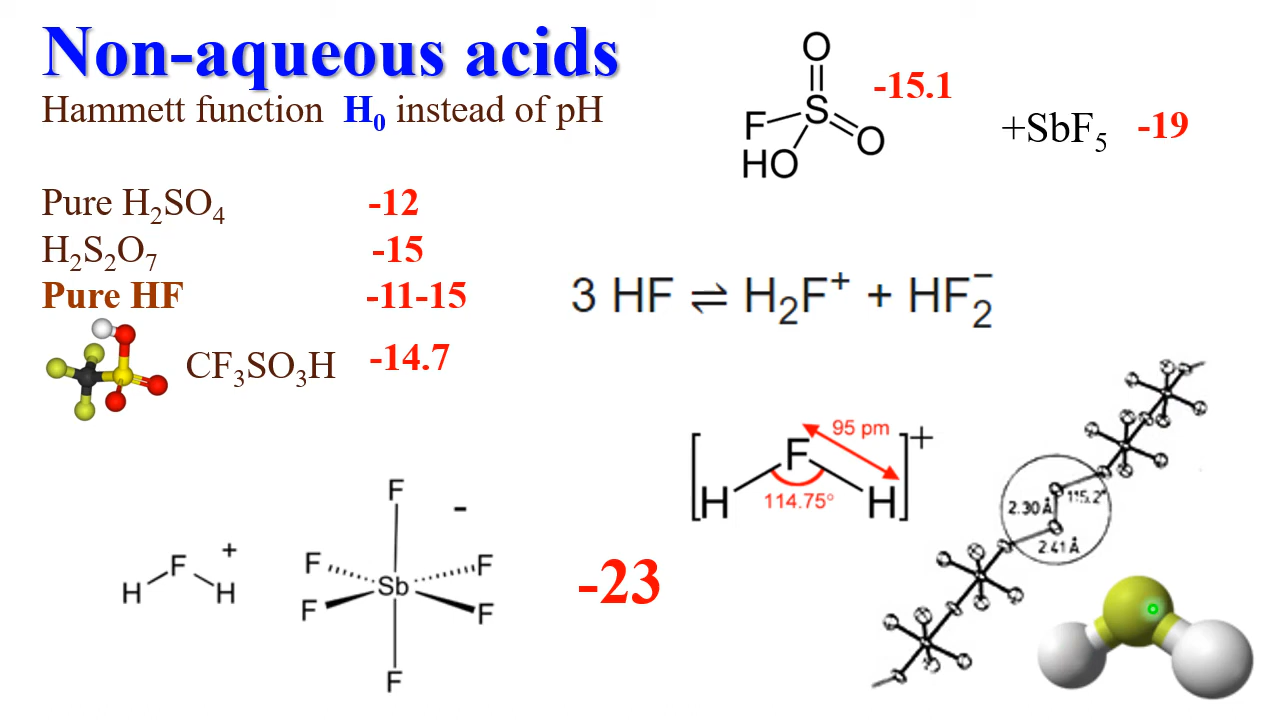 Non-aqueous acids
Hammett function H₀ instead of pH
Pure H₂SO₄ -12
H₂S₂O₇ -15
Pure HF -11-15
CF₃SO₃H -14.7
O
S
O
F
HO
-15.1
+SbF₅ -19
3 HF ⇌ H₂F⁺ + HF₂⁻
[H F H]⁺
95 pm
114.75°
H F H +
F
F F
Sb
F F
F
-
-23
2.30 Å
115.2°
2.41 Å